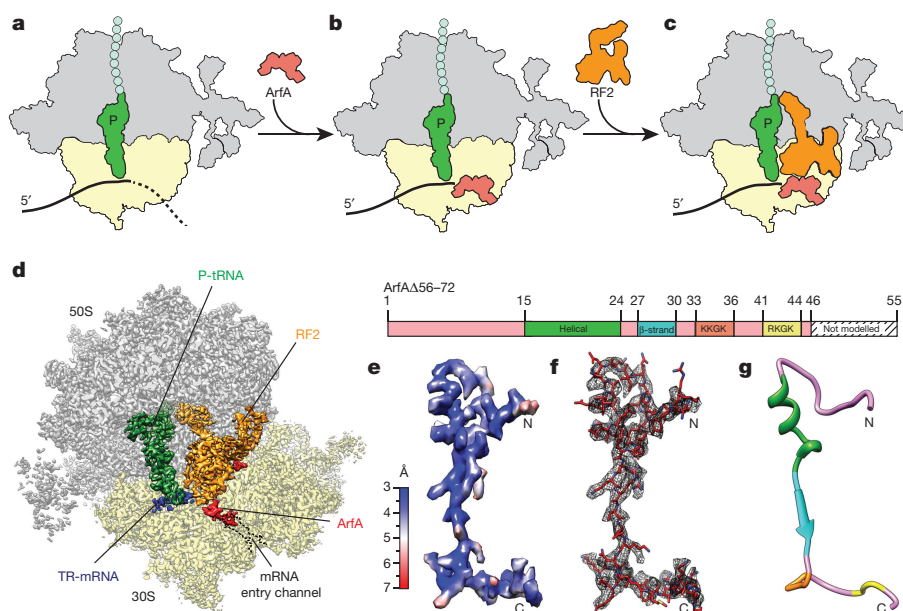 a
b
c
ArfA
RF2
P
P
P
5′
5′
5′
d
P-tRNA
50S
RF2
ArfA
TR-mRNA
mRNA
entry channel
30S
ArfAΔ56–72
1 15 24 27 30 33 36 41 44 46 55
Helical β-strand KKGK RKGK Not modelled
e
f
g
N
N
N
Å
3
4
5
6
7
C
C
C